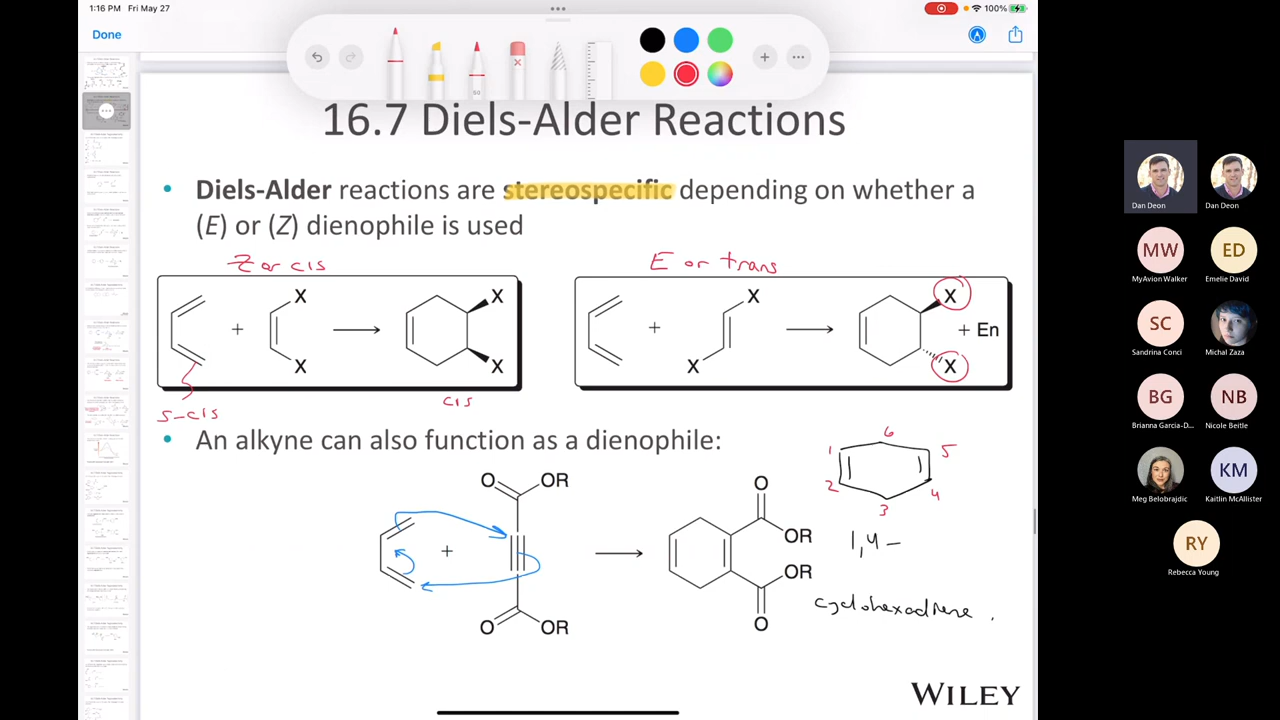 1:16 PM Fri May 27
100%
Done
50
16.7 Diels-Alder Reactions
• Diels-Alder reactions are stereospecific depending on whether a
(E) or (Z) dienophile is used
Z or cis
E or trans
X
X
X
X
+
+
+ En
X
X
X
X
s-cis
cis
• An alkyne can also function as a dienophile:
1
6
5
2
3
4
O
OR
O
OR
+
O
OR
OR
O
1,4-
cyclohexadiene
WILEY
Dan Deon
Dan Deon
MW
ED
MyAvion Walker
Emelie David
SC
Sandrina Conci
Michal Zaza
BG
NB
Brianna Garcia-D...
Nicole Beitle
KM
Meg Belobrajdic
Kaitlin McAllister
RY
Rebecca Young